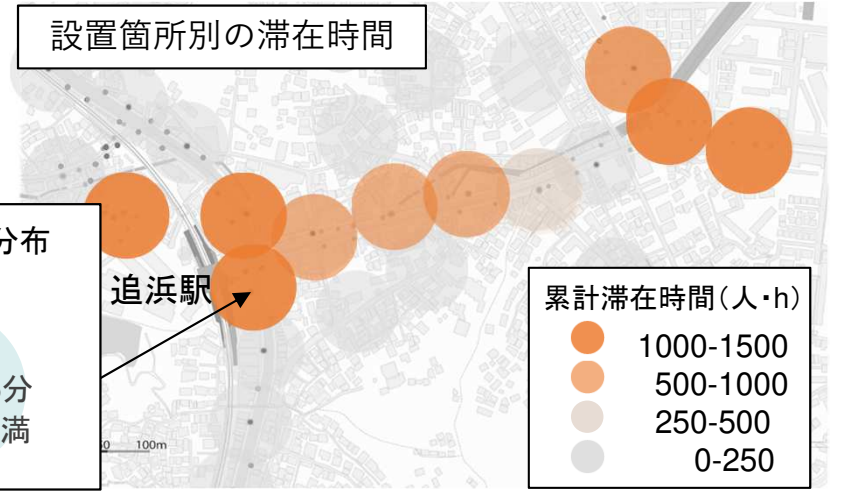 設置箇所別の滞在時間
分布
追浜駅
分
満
0 100m
累計滞在時間(人・h)
1000-1500
500-1000
250-500
0-250